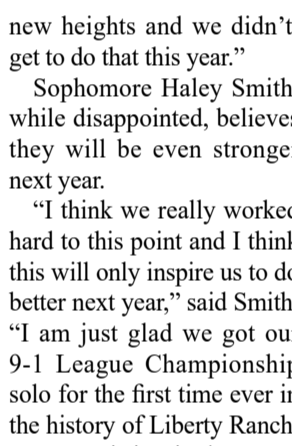 new heights and we didn't
get to do that this year."
Sophomore Haley Smith
while disappointed, believe
they will be even stronge
next year.
"I think we really worke
hard to this point and I think
this will only inspire us to do
better next year," said Smith
"I am just glad we got ou
9-1 League Championship
solo for the first time ever in
the history of Liberty Ranch